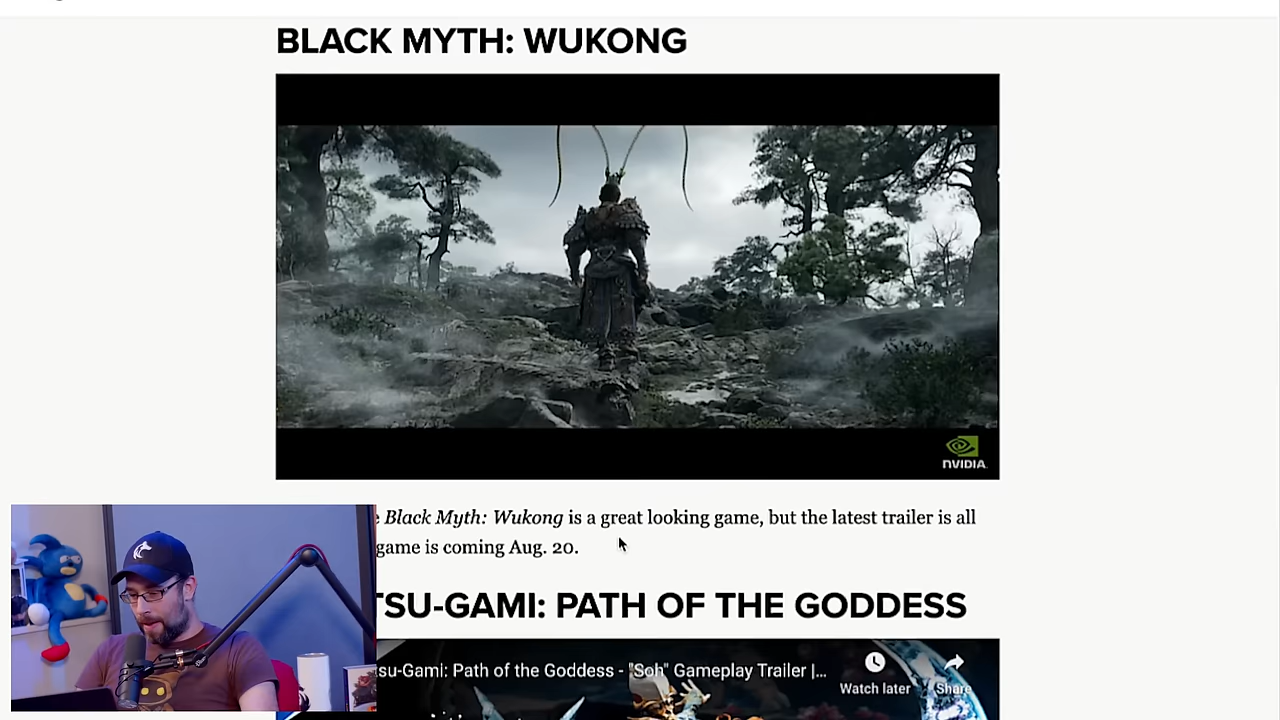 BLACK MYTH: WUKONG
NVIDIA.
Black Myth: Wukong is a great looking game, but the latest trailer is all
game is coming Aug. 20.
TSU-GAMI: PATH OF THE GODDESS
su-Gami: Path of the Goddess - "Soh" Gameplay Trailer |...
Watch later
Share